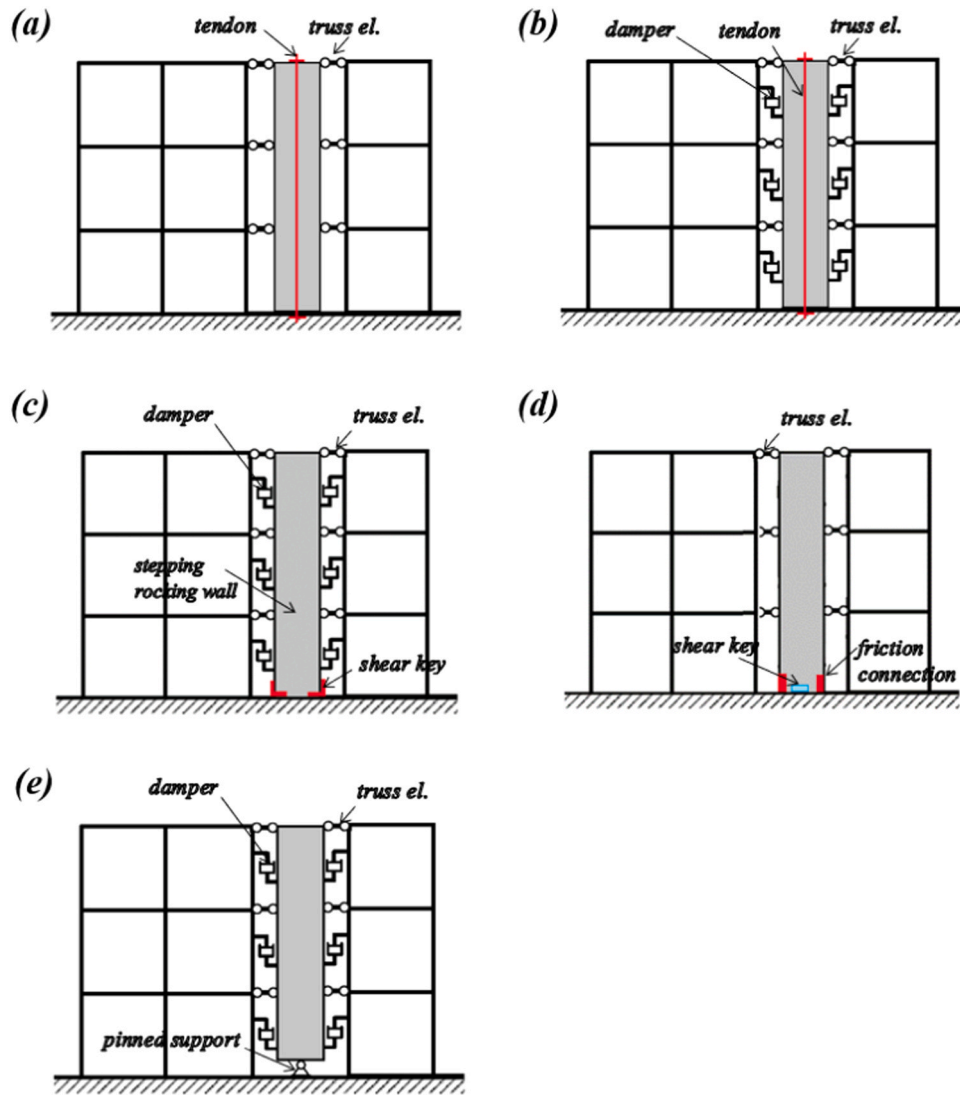 (a)
tendon
truss el.
(b)
damper
tendon
truss el.
(c)
damper
truss el.
stepping
rocking wall
shear key
(d)
truss el.
shear key
friction
connection
(e)
damper
truss el.
pinned support